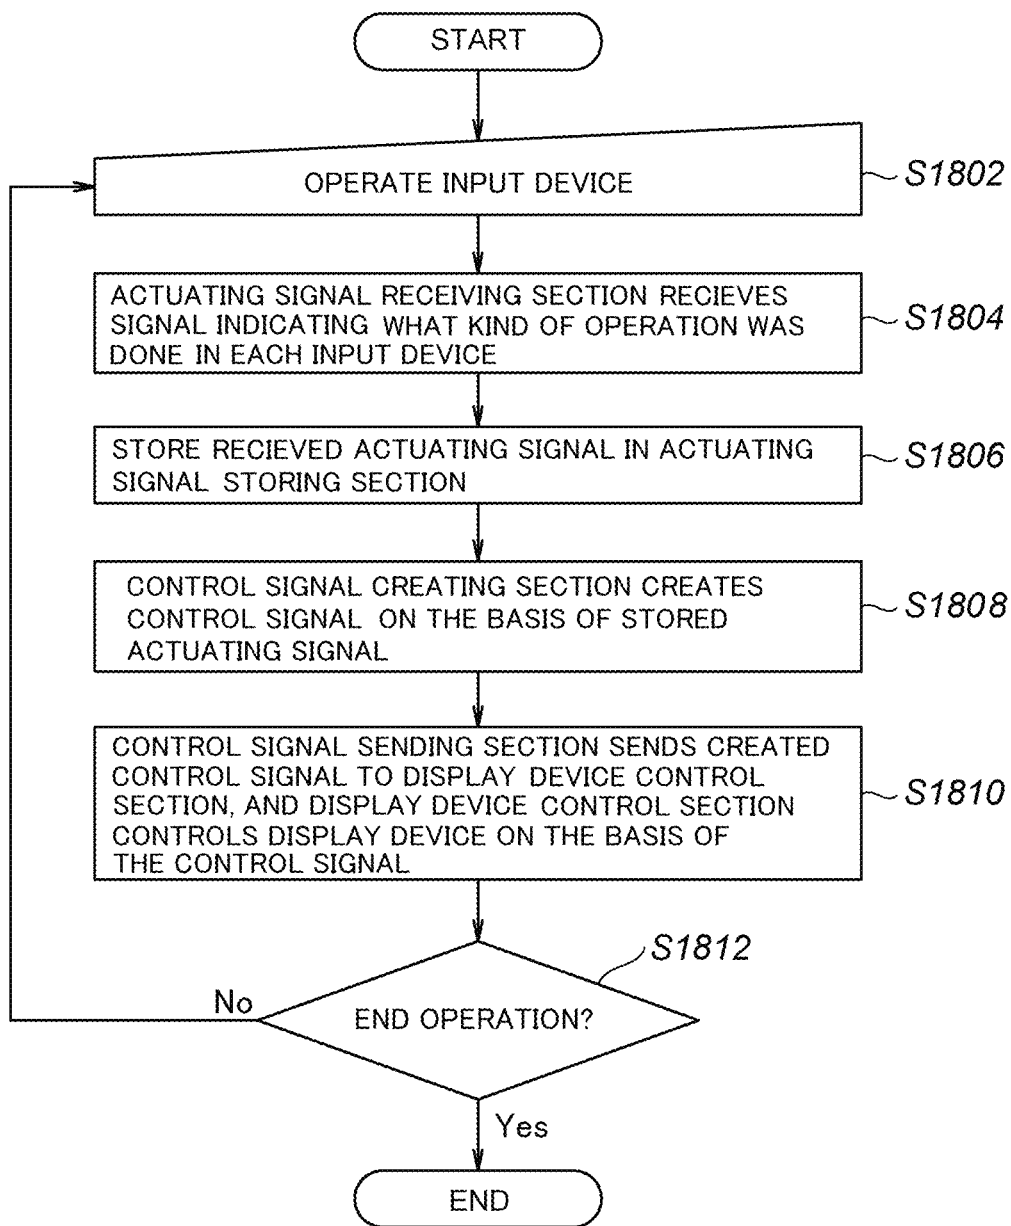 START
OPERATE INPUT DEVICE
S1802
ACTUATING SIGNAL RECEIVING SECTION RECIEVES
SIGNAL INDICATING WHAT KIND OF OPERATION WAS
DONE IN EACH INPUT DEVICE
S1804
STORE RECIEVED ACTUATING SIGNAL IN ACTUATING
SIGNAL STORING SECTION
S1806
CONTROL SIGNAL CREATING SECTION CREATES
CONTROL SIGNAL ON THE BASIS OF STORED
ACTUATING SIGNAL
S1808
CONTROL SIGNAL SENDING SECTION SENDS CREATED
CONTROL SIGNAL TO DISPLAY DEVICE CONTROL
SECTION, AND DISPLAY DEVICE CONTROL SECTION
CONTROLS DISPLAY DEVICE ON THE BASIS OF
THE CONTROL SIGNAL
S1810
S1812
No
END OPERATION?
Yes
END